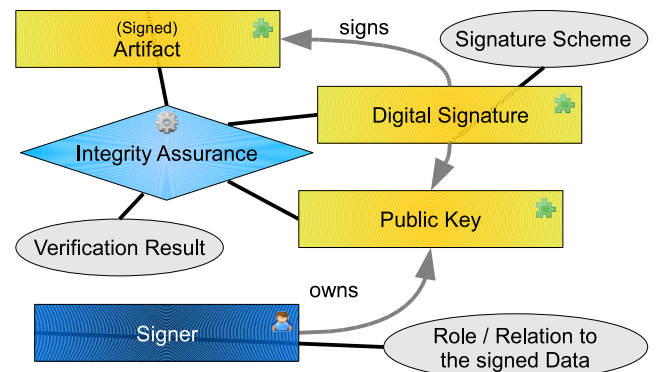 (Signed)
Artifact
signs
Signature Scheme
Digital Signature
Integrity Assurance
Public Key
Verification Result
owns
Signer
Role / Relation to
the signed Data